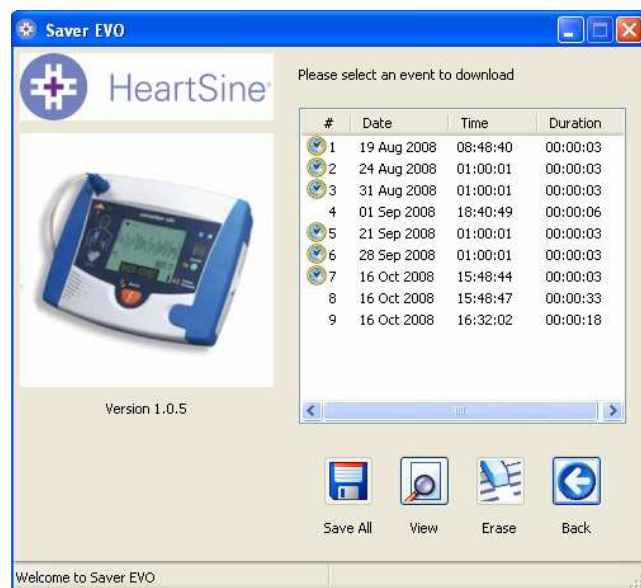 Saver EVO
HeartSine
Please select an event to download
# Date Time Duration
1 19 Aug 2008 08:48:40 00:00:03
2 24 Aug 2008 01:00:01 00:00:03
3 31 Aug 2008 01:00:01 00:00:03
4 01 Sep 2008 18:40:49 00:00:06
5 21 Sep 2008 01:00:01 00:00:03
6 28 Sep 2008 01:00:01 00:00:03
7 16 Oct 2008 15:48:44 00:00:03
8 16 Oct 2008 15:48:47 00:00:33
9 16 Oct 2008 16:32:02 00:00:18
Version 1.0.5
Save All View Erase Back
Welcome to Saver EVO